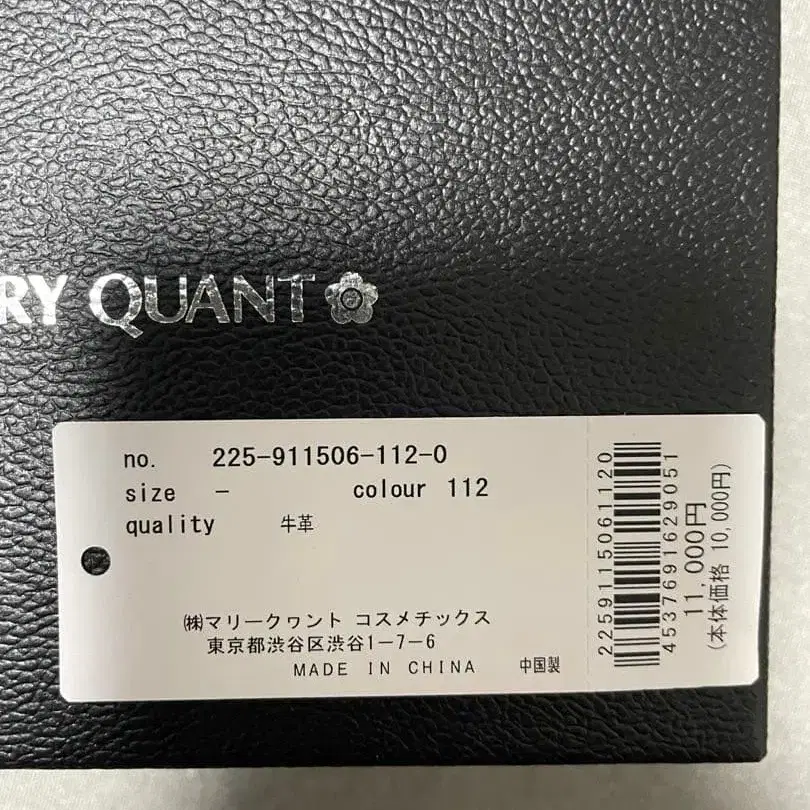 RY QUANT
no. 225-911506-112-0
size - colour 112
quality 牛革
㈱マリークヮント コスメチックス
東京都渋谷区渋谷1-7-6
MADE IN CHINA 中国製
2259115061120
4537691629051
11,000円
(本体価格 10,000円)